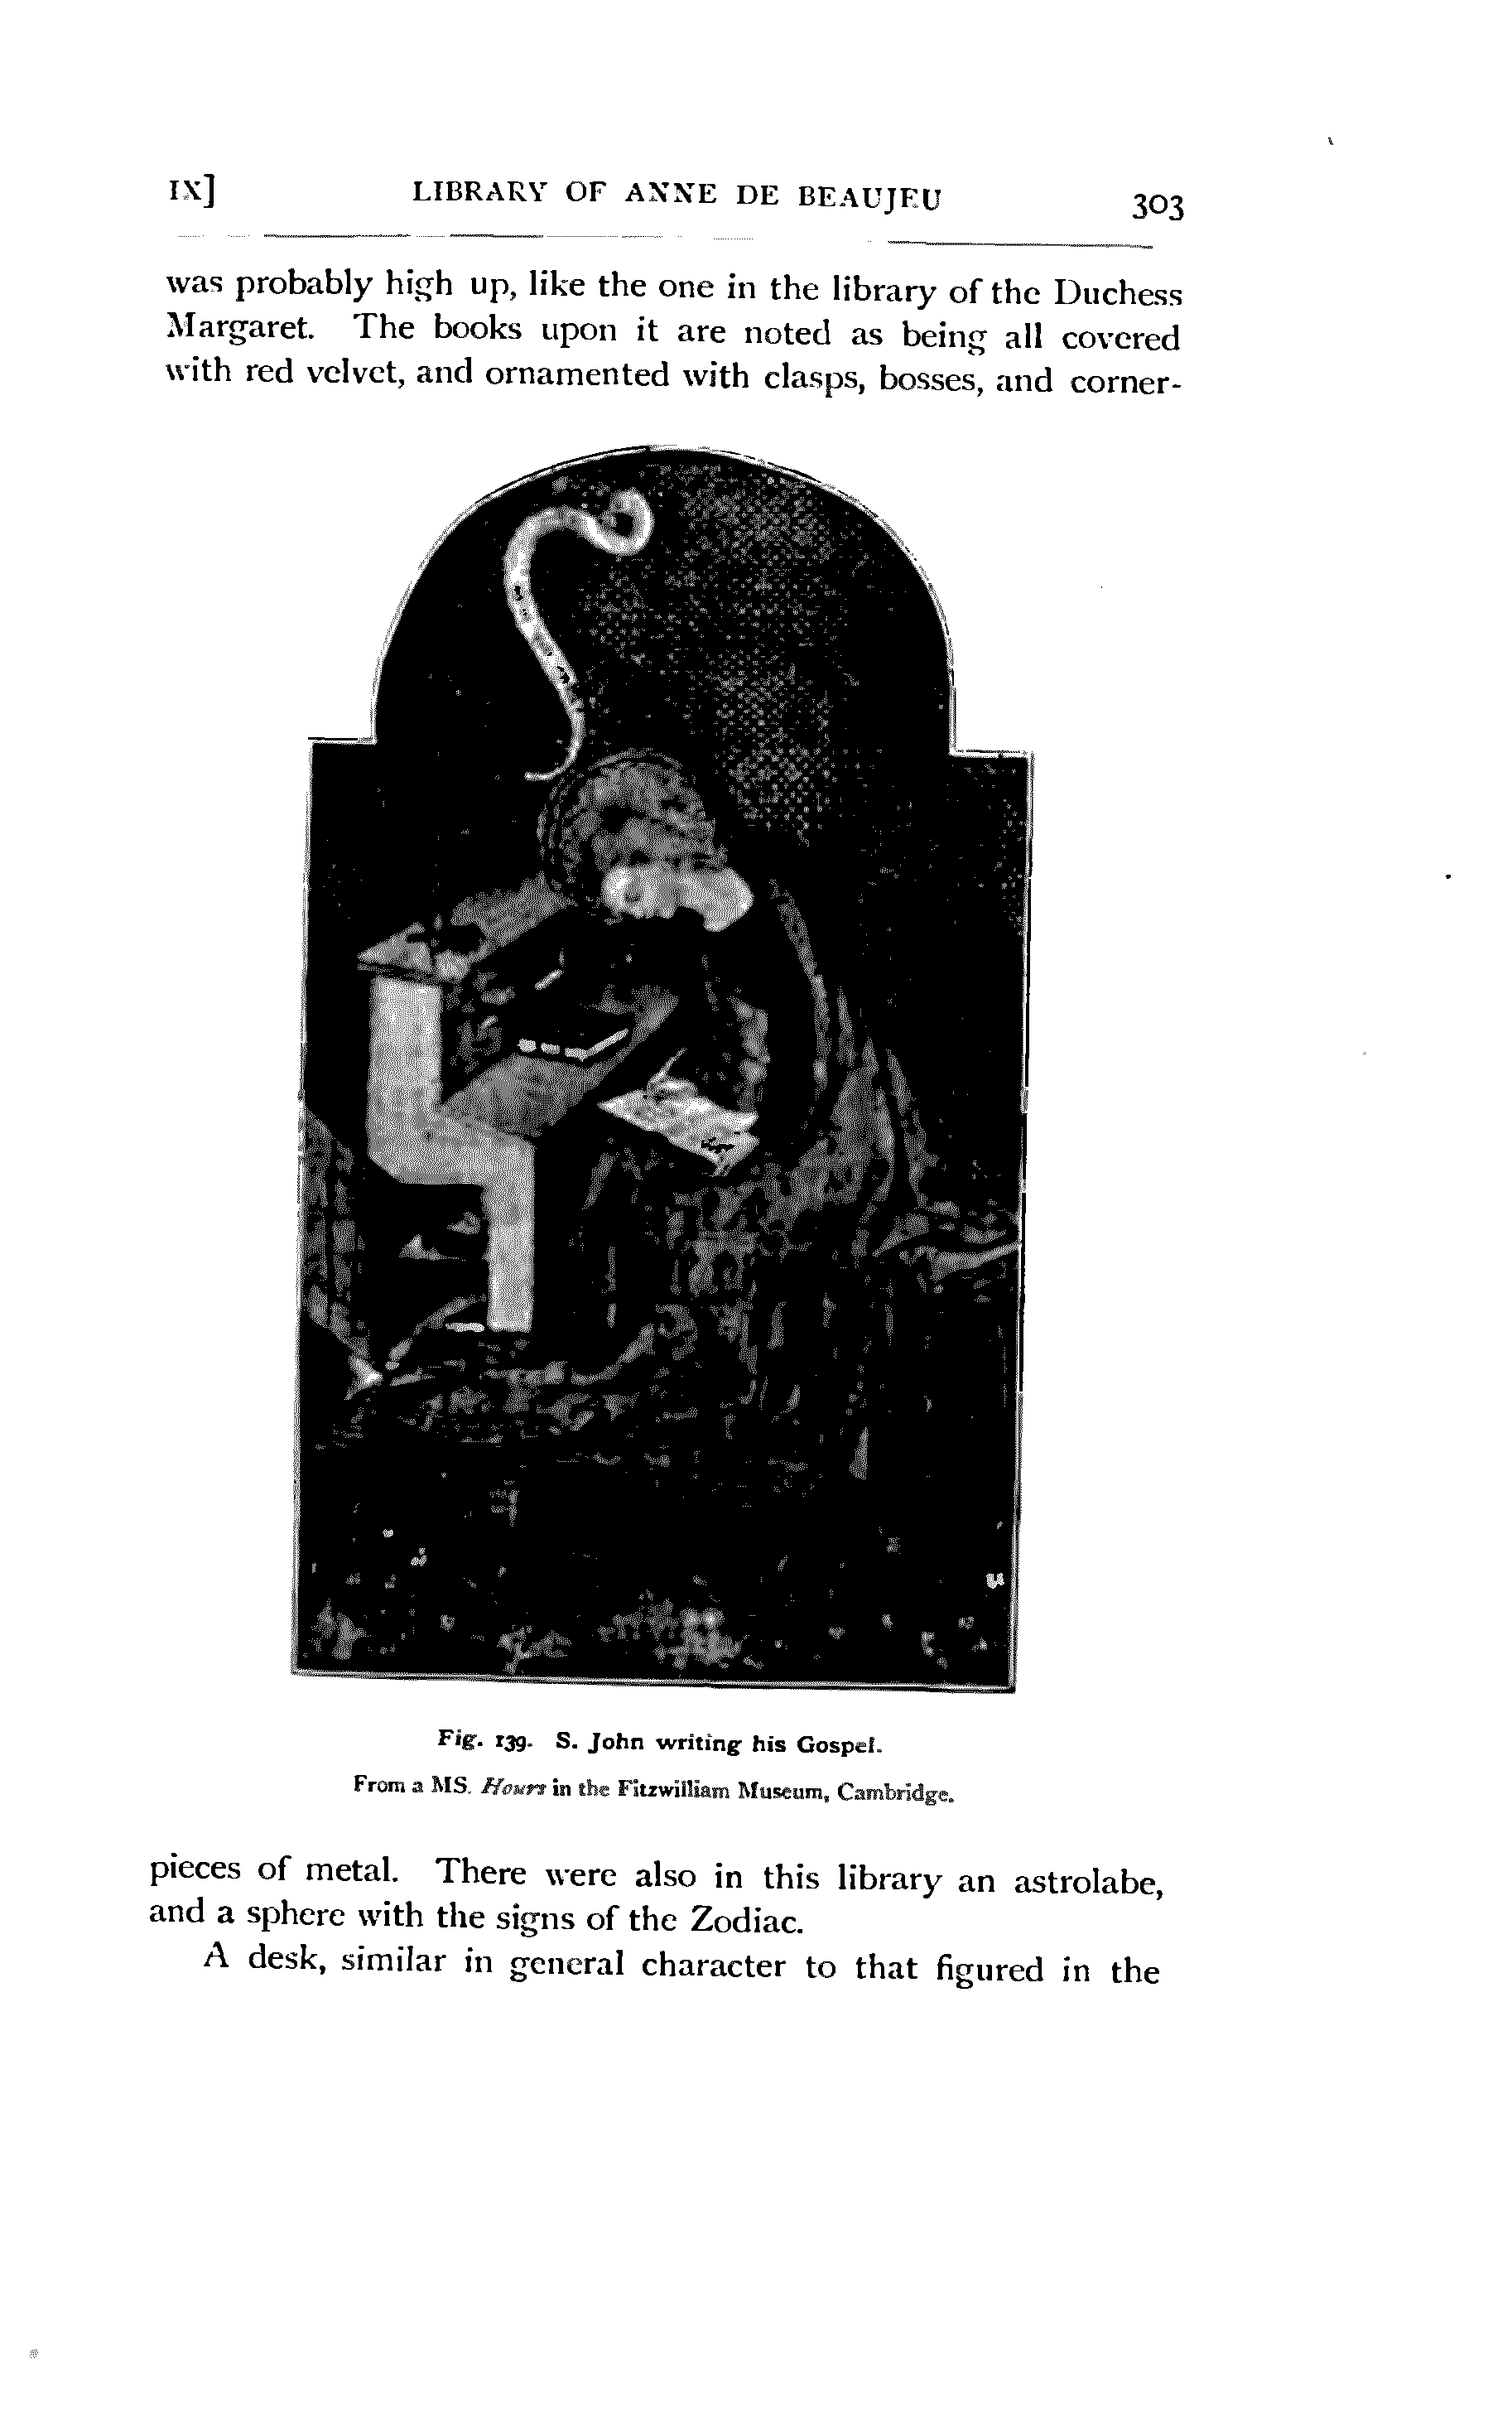 IX] LIBRARY OF ANNE DE BEAUJEU 303
was probably high up, like the one in the library of the Duchess
Margaret. The books upon it are noted as being all covered
with red velvet, and ornamented with clasps, bosses, and corner-
Fig. 139. S. John writing his Gospel.
From a MS. Hours in the Fitzwilliam Museum, Cambridge.
pieces of metal. There were also in this library an astrolabe,
and a sphere with the signs of the Zodiac.
A desk, similar in general character to that figured in the